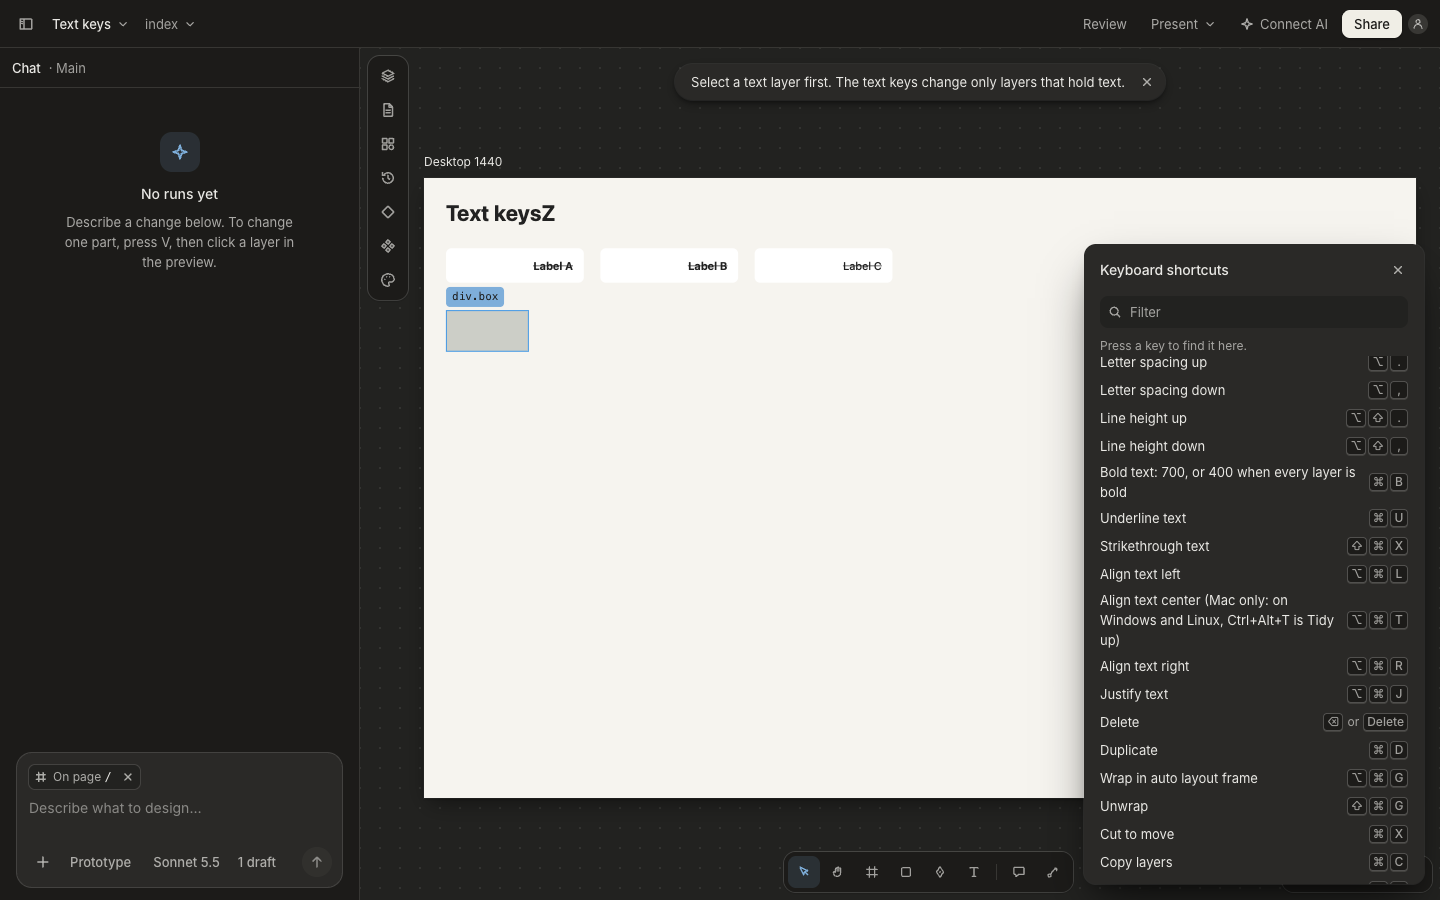 Text keys
index
Review
Present
Connect AI
Share
Chat · Main
Select a text layer first. The text keys change only layers that hold text.
No runs yet
Describe a change below. To change
one part, press V, then click a layer in
the preview.
Desktop 1440
Text keysZ
Label A
Label B
Label C
div.box
Keyboard shortcuts
Filter
Press a key to find it here.
Letter spacing up ⌥ .
Letter spacing down ⌥ ,
Line height up ⌥ ⇧ .
Line height down ⌥ ⇧ ,
Bold text: 700, or 400 when every layer is
bold ⌘ B
Underline text ⌘ U
Strikethrough text ⇧ ⌘ X
Align text left ⌥ ⌘ L
Align text center (Mac only: on
Windows and Linux, Ctrl+Alt+T is Tidy
up) ⌥ ⌘ T
Align text right ⌥ ⌘ R
Justify text ⌥ ⌘ J
Delete ⌫ or Delete
Duplicate ⌘ D
Wrap in auto layout frame ⌥ ⌘ G
Unwrap ⇧ ⌘ G
Cut to move ⌘ X
Copy layers ⌘ C
On page /
Describe what to design...
Prototype
Sonnet 5.5
1 draft